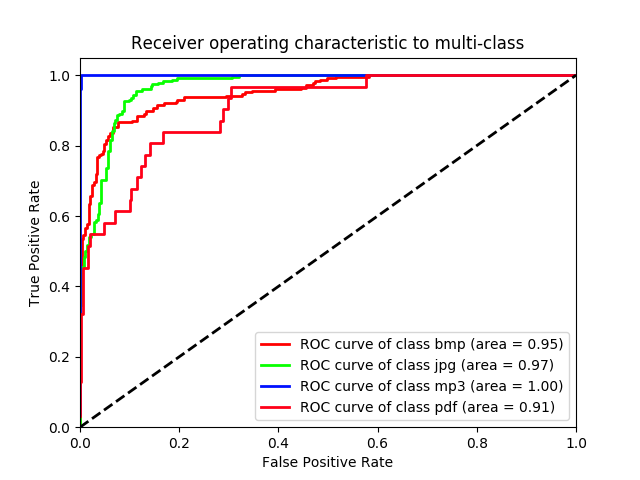 Receiver operating characteristic to multi-class
1.0
0.8
0.6
0.4
0.2
0.0
True Positive Rate
ROC curve of class bmp (area = 0.95)
ROC curve of class jpg (area = 0.97)
ROC curve of class mp3 (area = 1.00)
ROC curve of class pdf (area = 0.91)
0.0 0.2 0.4 0.6 0.8 1.0
False Positive Rate